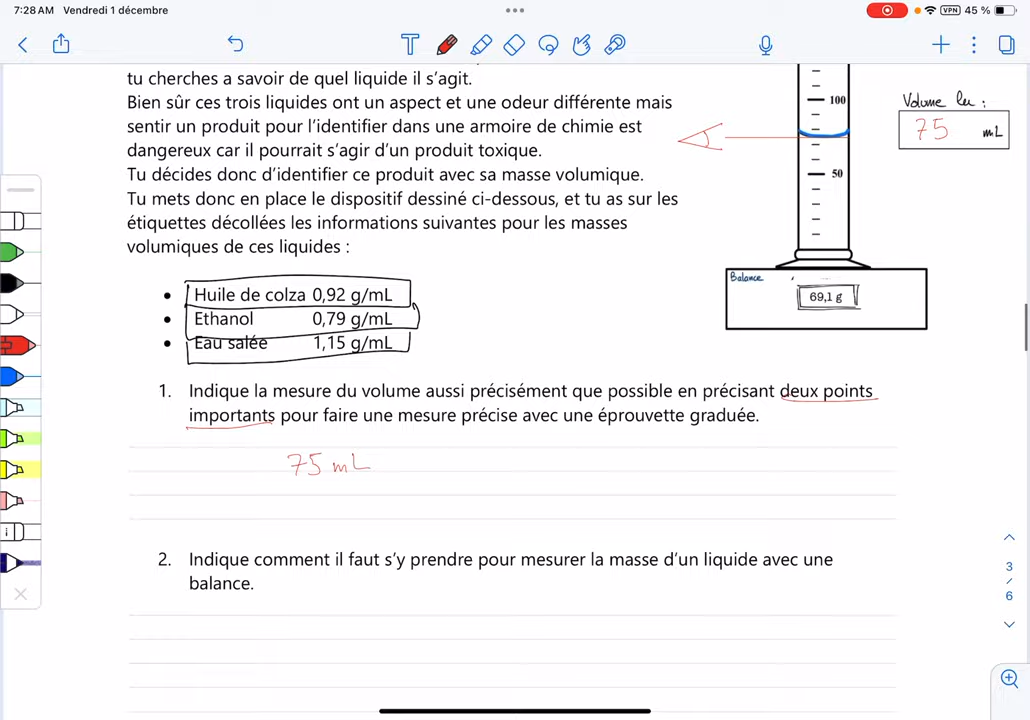 7:28 AM Vendredi 1 décembre
VPN 45 %
T
tu cherches a savoir de quel liquide il s'agit.
Bien sûr ces trois liquides ont un aspect et une odeur différente mais
sentir un produit pour l'identifier dans une armoire de chimie est
dangereux car il pourrait s'agir d'un produit toxique.
Tu décides donc d'identifier ce produit avec sa masse volumique.
Tu mets donc en place le dispositif dessiné ci-dessous, et tu as sur les
étiquettes décollées les informations suivantes pour les masses
volumiques de ces liquides :
100
50
Volume lu :
75 mL
Balance
69,1 g
• Huile de colza 0,92 g/mL
• Ethanol 0,79 g/mL
• Eau salée 1,15 g/mL
1. Indique la mesure du volume aussi précisément que possible en précisant deux points
importants pour faire une mesure précise avec une éprouvette graduée.
75 mL
2. Indique comment il faut s'y prendre pour mesurer la masse d'un liquide avec une
balance.
3
/
6